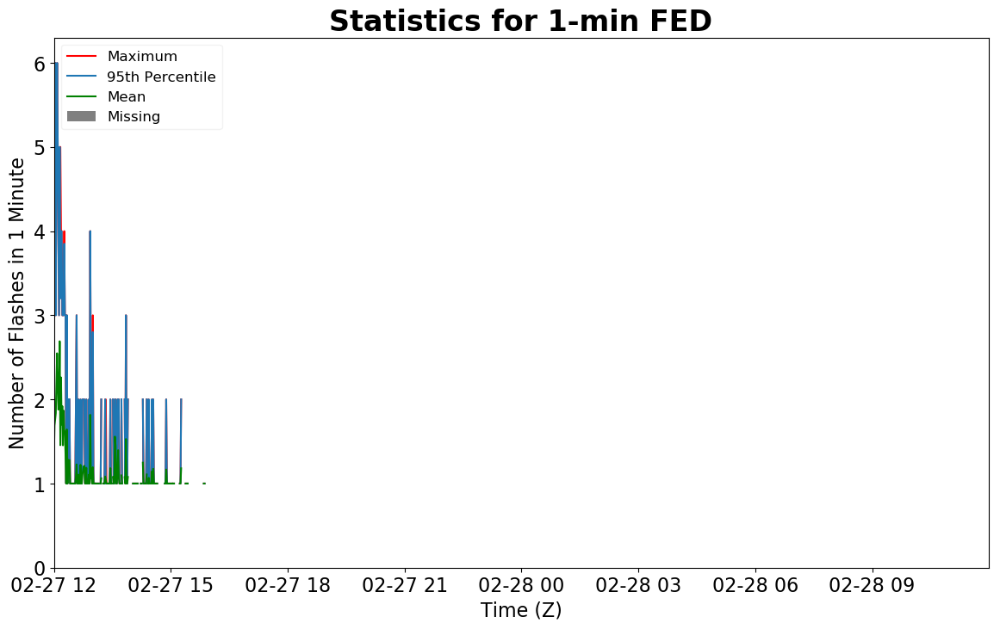 Statistics for 1-min FED
Maximum
95th Percentile
Mean
Missing
Number of Flashes in 1 Minute
6
5
4
3
2
1
0
02-27 12
02-27 15
02-27 18
02-27 21
02-28 00
02-28 03
02-28 06
02-28 09
Time (Z)